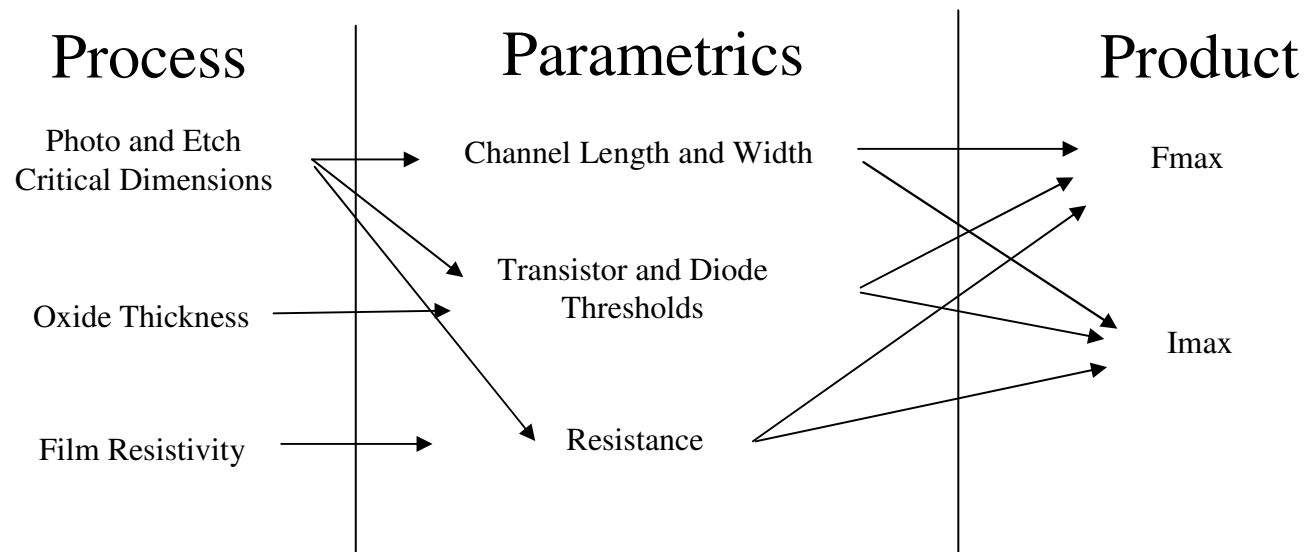 Process
Parametrics
Product
Photo and Etch
Critical Dimensions
Channel Length and Width
Fmax
Transistor and Diode
Thresholds
Oxide Thickness
Imax
Film Resistivity
Resistance